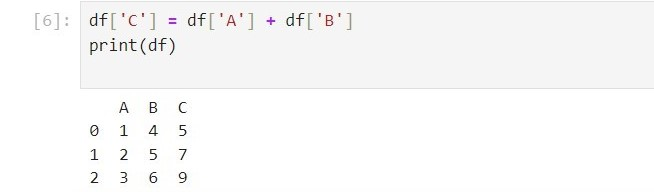 [6]: df['C'] = df['A'] + df['B']
print(df)
A B C
0 1 4 5
1 2 5 7
2 3 6 9